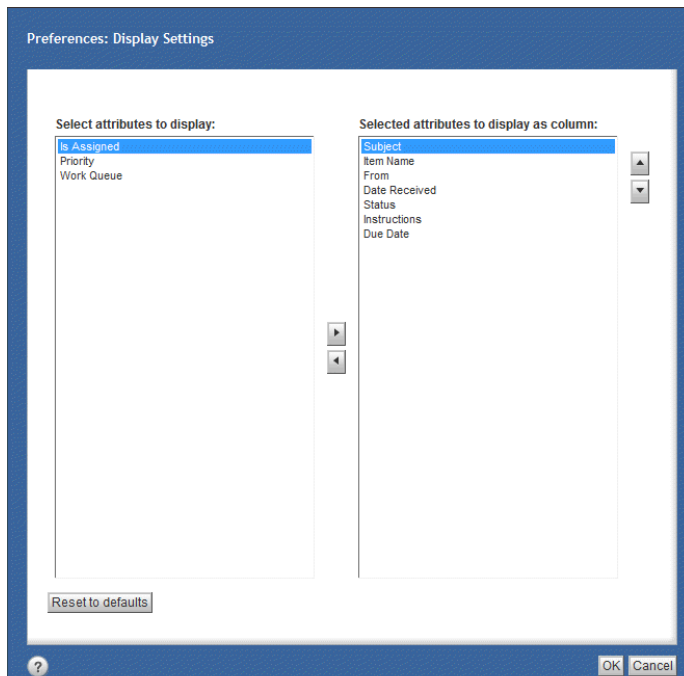 Preferences: Display Settings
Select attributes to display:
Is Assigned
Priority
Work Queue
Selected attributes to display as column:
Subject
Item Name
From
Date Received
Status
Instructions
Due Date
Reset to defaults
?
OK
Cancel